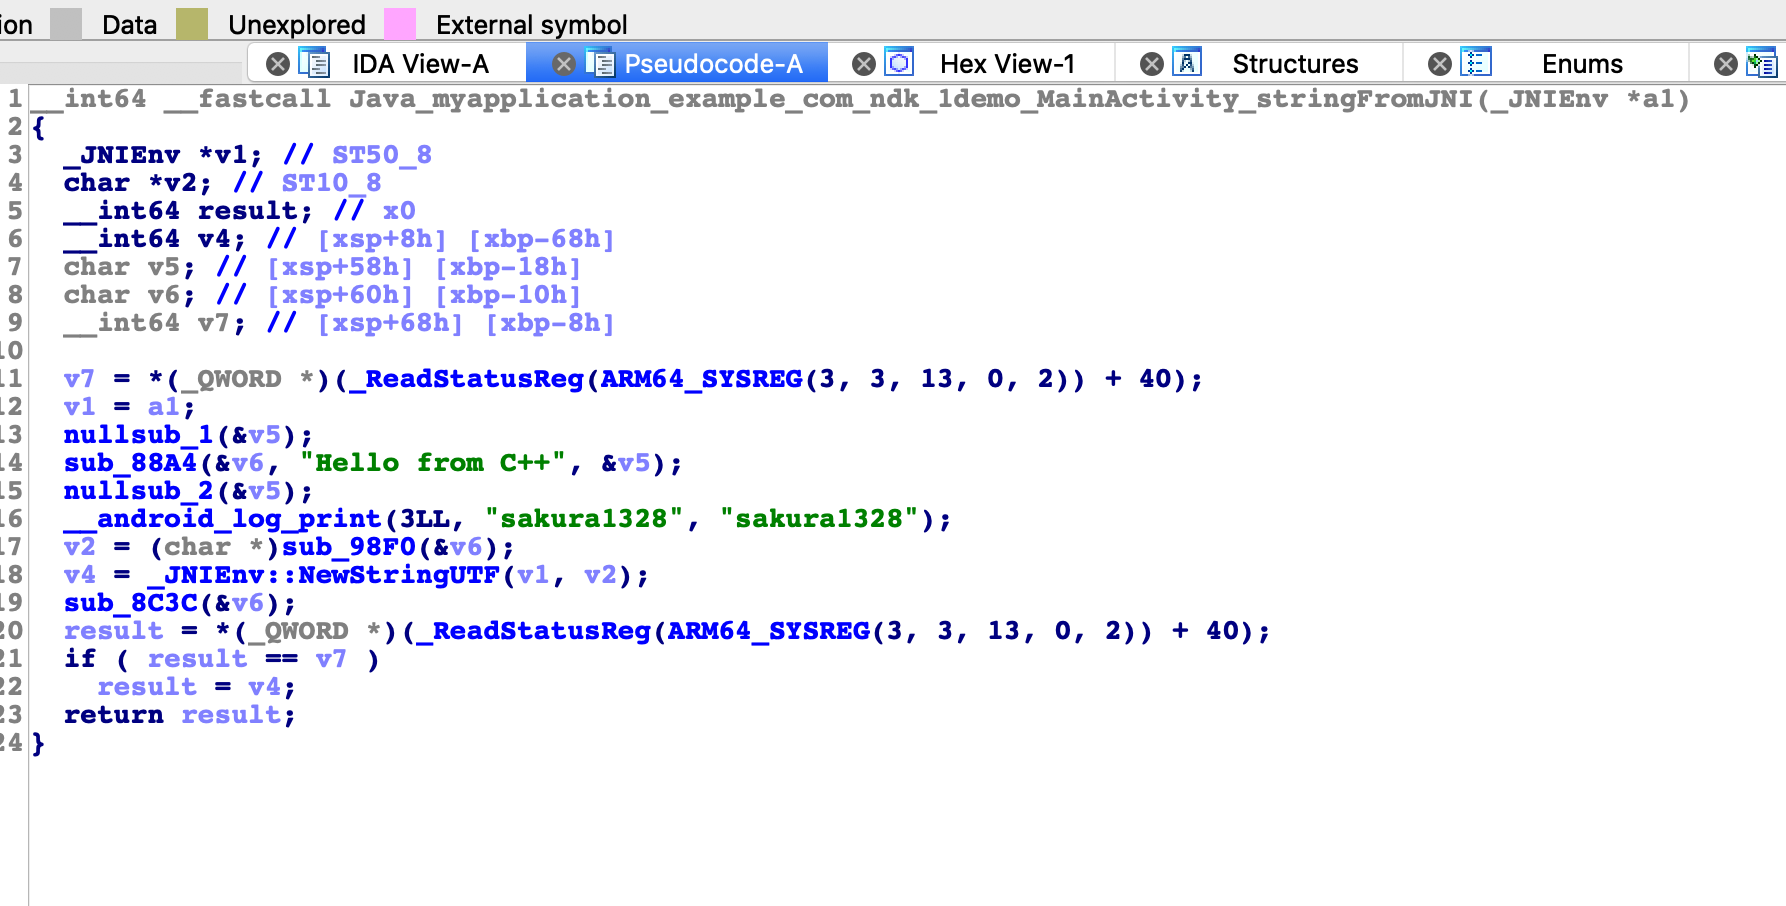 ion Data Unexplored External symbol
IDA View-A Pseudocode-A Hex View-1 Structures Enums
1 __int64 __fastcall Java_myapplication_example_com_ndk_1demo_MainActivity_stringFromJNI(_JNIEnv *a1)
2 {
3 _JNIEnv *v1; // ST50_8
4 char *v2; // ST10_8
5 __int64 result; // x0
6 __int64 v4; // [xsp+8h] [xbp-68h]
7 char v5; // [xsp+58h] [xbp-18h]
8 char v6; // [xsp+60h] [xbp-10h]
9 __int64 v7; // [xsp+68h] [xbp-8h]
10
11 v7 = *(_QWORD *)(_ReadStatusReg(ARM64_SYSREG(3, 3, 13, 0, 2)) + 40);
12 v1 = a1;
13 nullsub_1(&v5);
14 sub_88A4(&v6, "Hello from C++", &v5);
15 nullsub_2(&v5);
16 __android_log_print(3LL, "sakura1328", "sakura1328");
17 v2 = (char *)sub_98F0(&v6);
18 v4 = _JNIEnv::NewStringUTF(v1, v2);
19 sub_8C3C(&v6);
20 result = *(_QWORD *)(_ReadStatusReg(ARM64_SYSREG(3, 3, 13, 0, 2)) + 40);
21 if ( result == v7 )
22 result = v4;
23 return result;
24 }